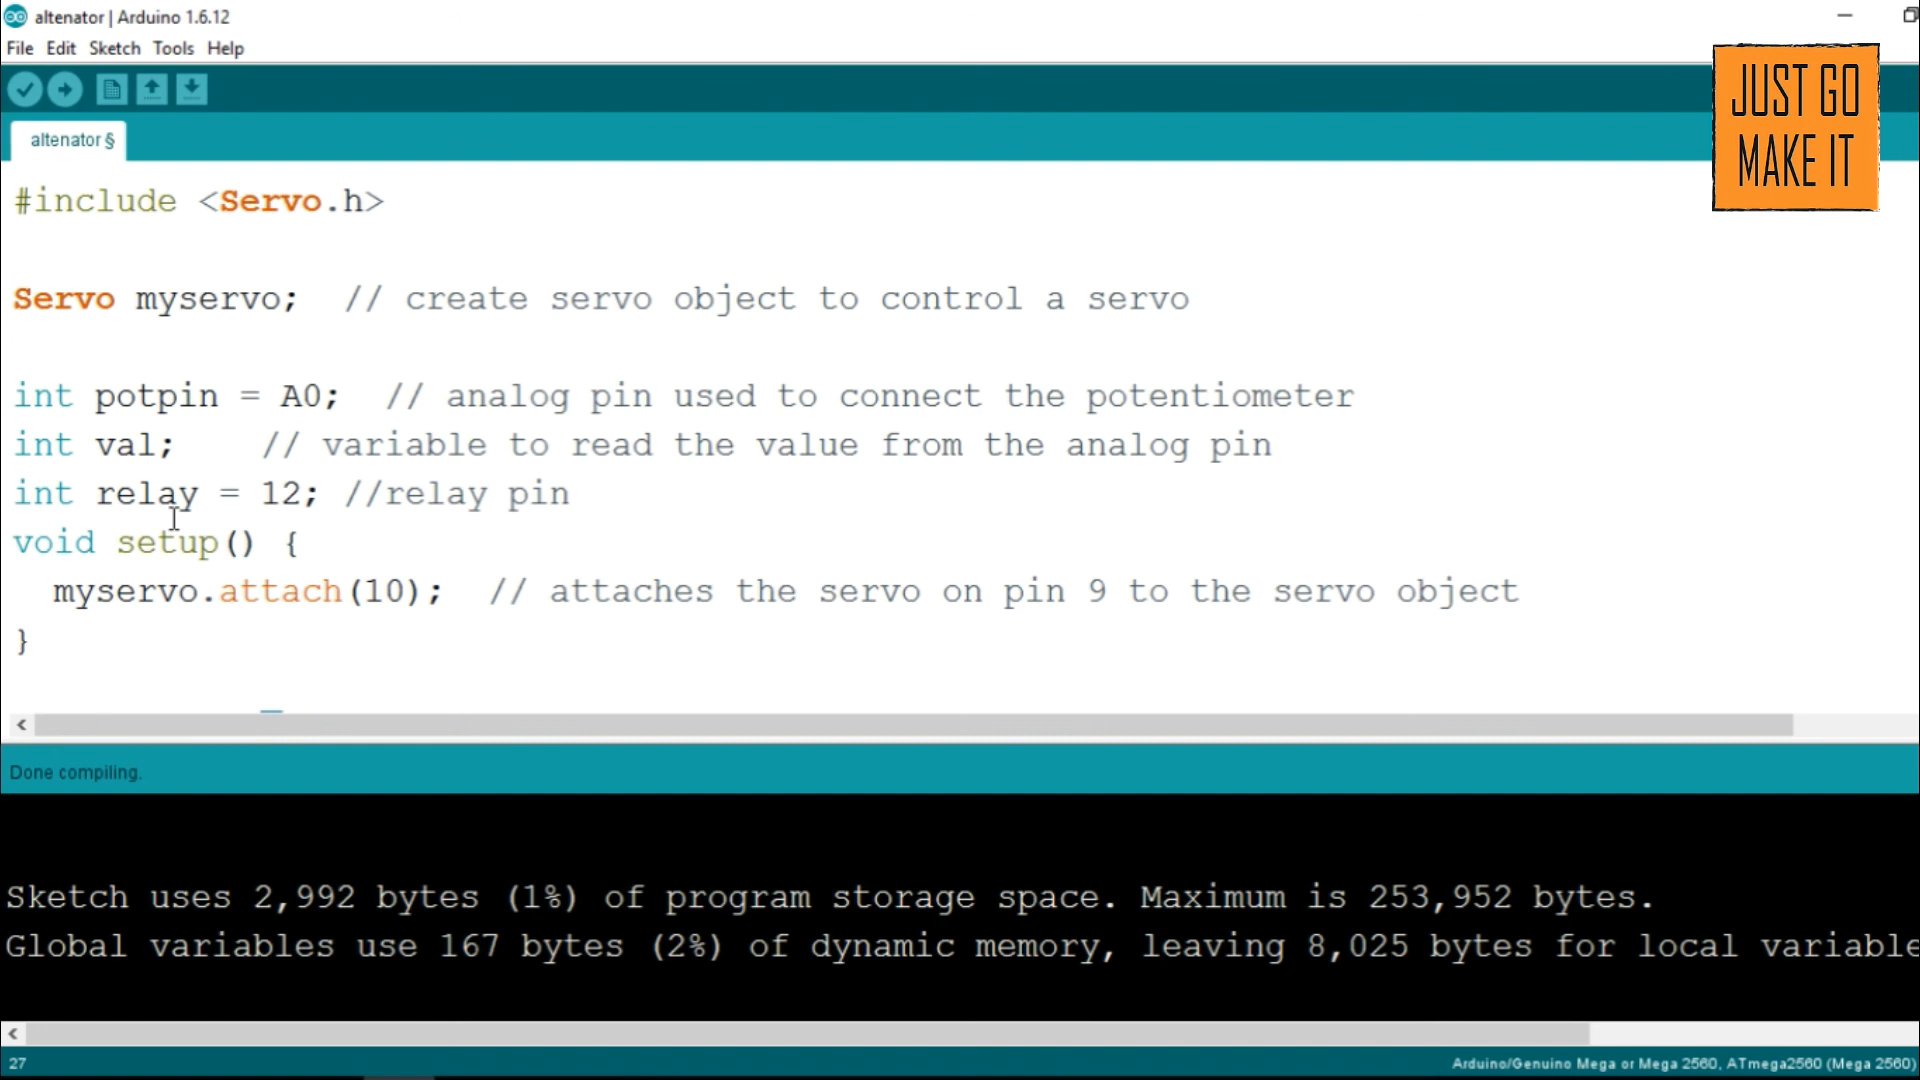 altenator | Arduino 1.6.12
File Edit Sketch Tools Help
JUST GO
MAKE IT
altenator §
#include <Servo.h>
Servo myservo;  // create servo object to control a servo
int potpin = A0;  // analog pin used to connect the potentiometer
int val;    // variable to read the value from the analog pin
int relay = 12; //relay pin
void setup() {
  myservo.attach(10);  // attaches the servo on pin 9 to the servo object
}
Done compiling.
Sketch uses 2,992 bytes (1%) of program storage space. Maximum is 253,952 bytes.
Global variables use 167 bytes (2%) of dynamic memory, leaving 8,025 bytes for local variable
27
Arduino/Genuino Mega or Mega 2560, ATmega2560 (Mega 2560)